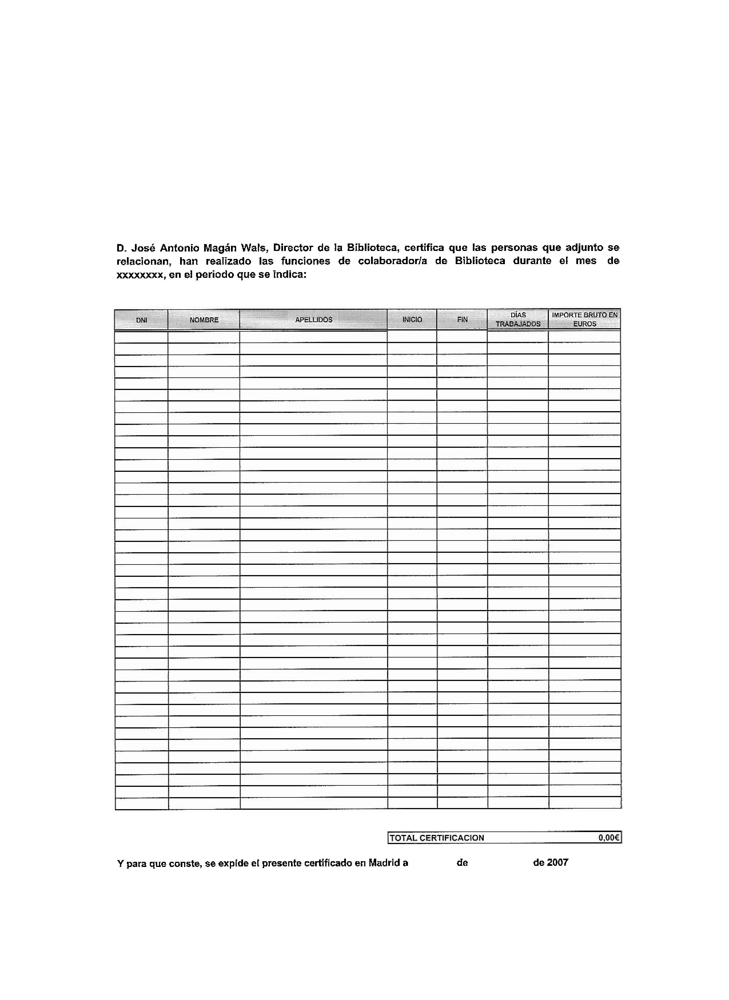 D. José Antonio Magán Wals, Director de la Biblioteca, certifica que las personas que adjunto se
relacionan, han realizado las funciones de colaborador/a de Biblioteca durante el mes de
xxxxxxxx, en el periodo que se indica:
DNI NOMBRE APELLIDOS INICIO FIN DÍAS TRABAJADOS IMPORTE BRUTO EN EUROS
TOTAL CERTIFICACION 0,00€
Y para que conste, se expide el presente certificado en Madrid a de de 2007